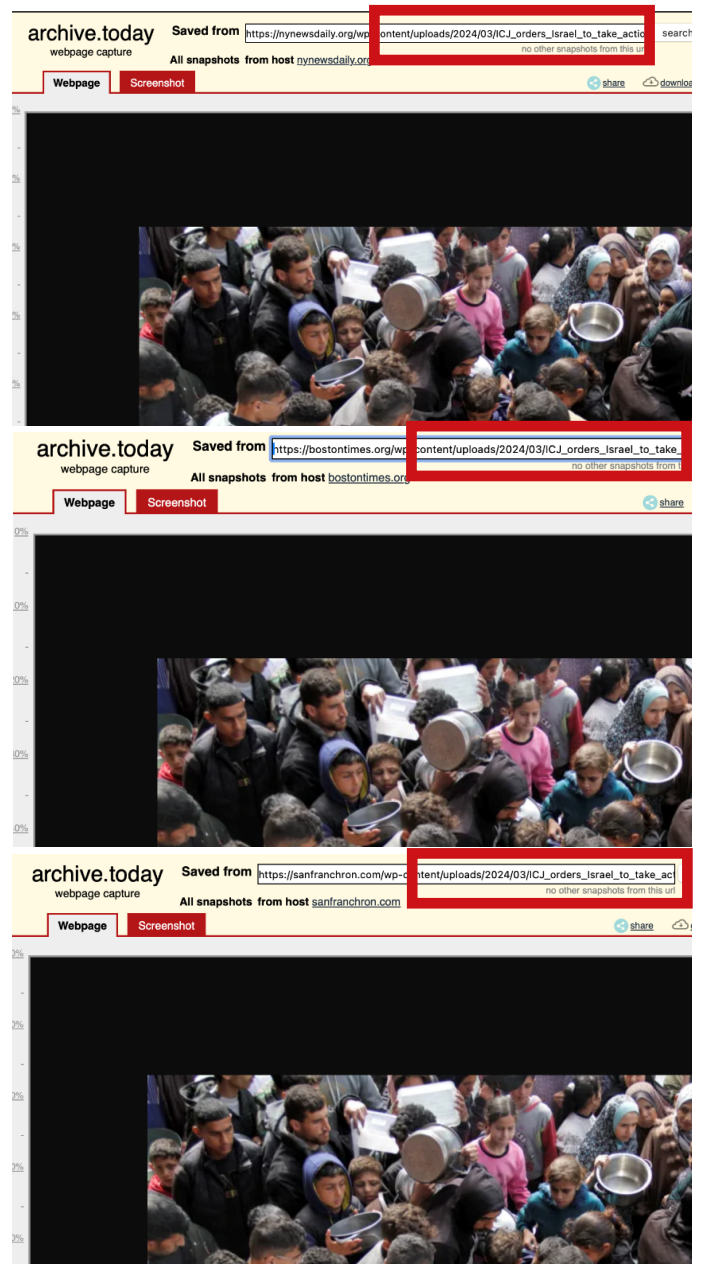 archive.today
webpage capture
Saved from https://nynewsdaily.org/wp-content/uploads/2024/03/ICJ_orders_Israel_to_take_actio search
no other snapshots from this url
All snapshots from host nynewsdaily.org
Webpage Screenshot share downloa
archive.today
webpage capture
Saved from https://bostontimes.org/wp-content/uploads/2024/03/ICJ_orders_Israel_to_take_
no other snapshots from t
All snapshots from host bostontimes.org
Webpage Screenshot share
0%
archive.today
webpage capture
Saved from https://sanfranchron.com/wp-content/uploads/2024/03/ICJ_orders_Israel_to_take_act
no other snapshots from this url
All snapshots from host sanfranchron.com
Webpage Screenshot share